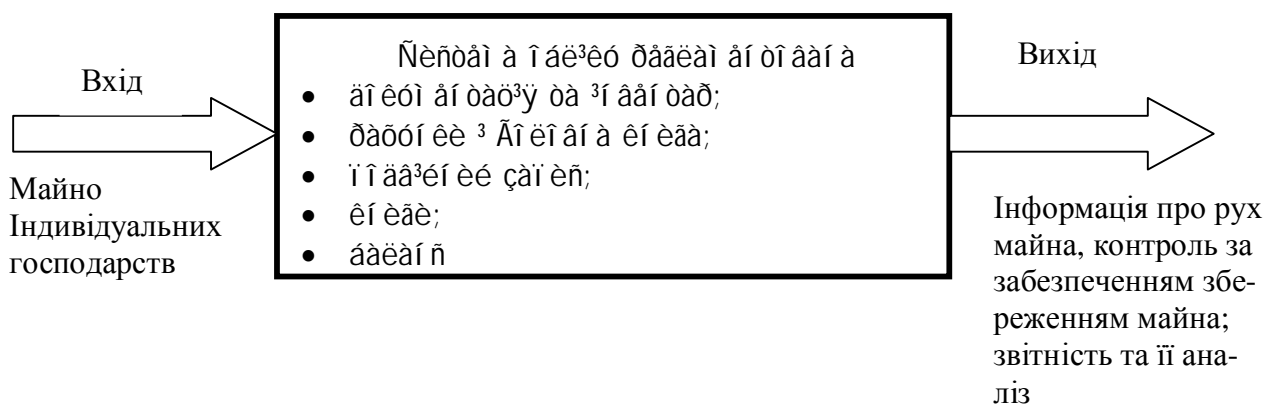 Вхід
Майно
Індивідуальних
господарств
Ñèñòåì à î áë³êó ðåãëàì åí òî âàí à
• äî êóì åí òàö³ÿ òà ³í âåí òàð;
• ðàõóí êè ³ Ãî ëî âí à êí èãà;
• ï î äâ³éí èé çàï èñ;
• êí èãè;
• áàëàí ñ
Вихід
Інформація про рух
майна, контроль за
забезпеченням збе-
реженням майна;
звітність та її ана-
ліз